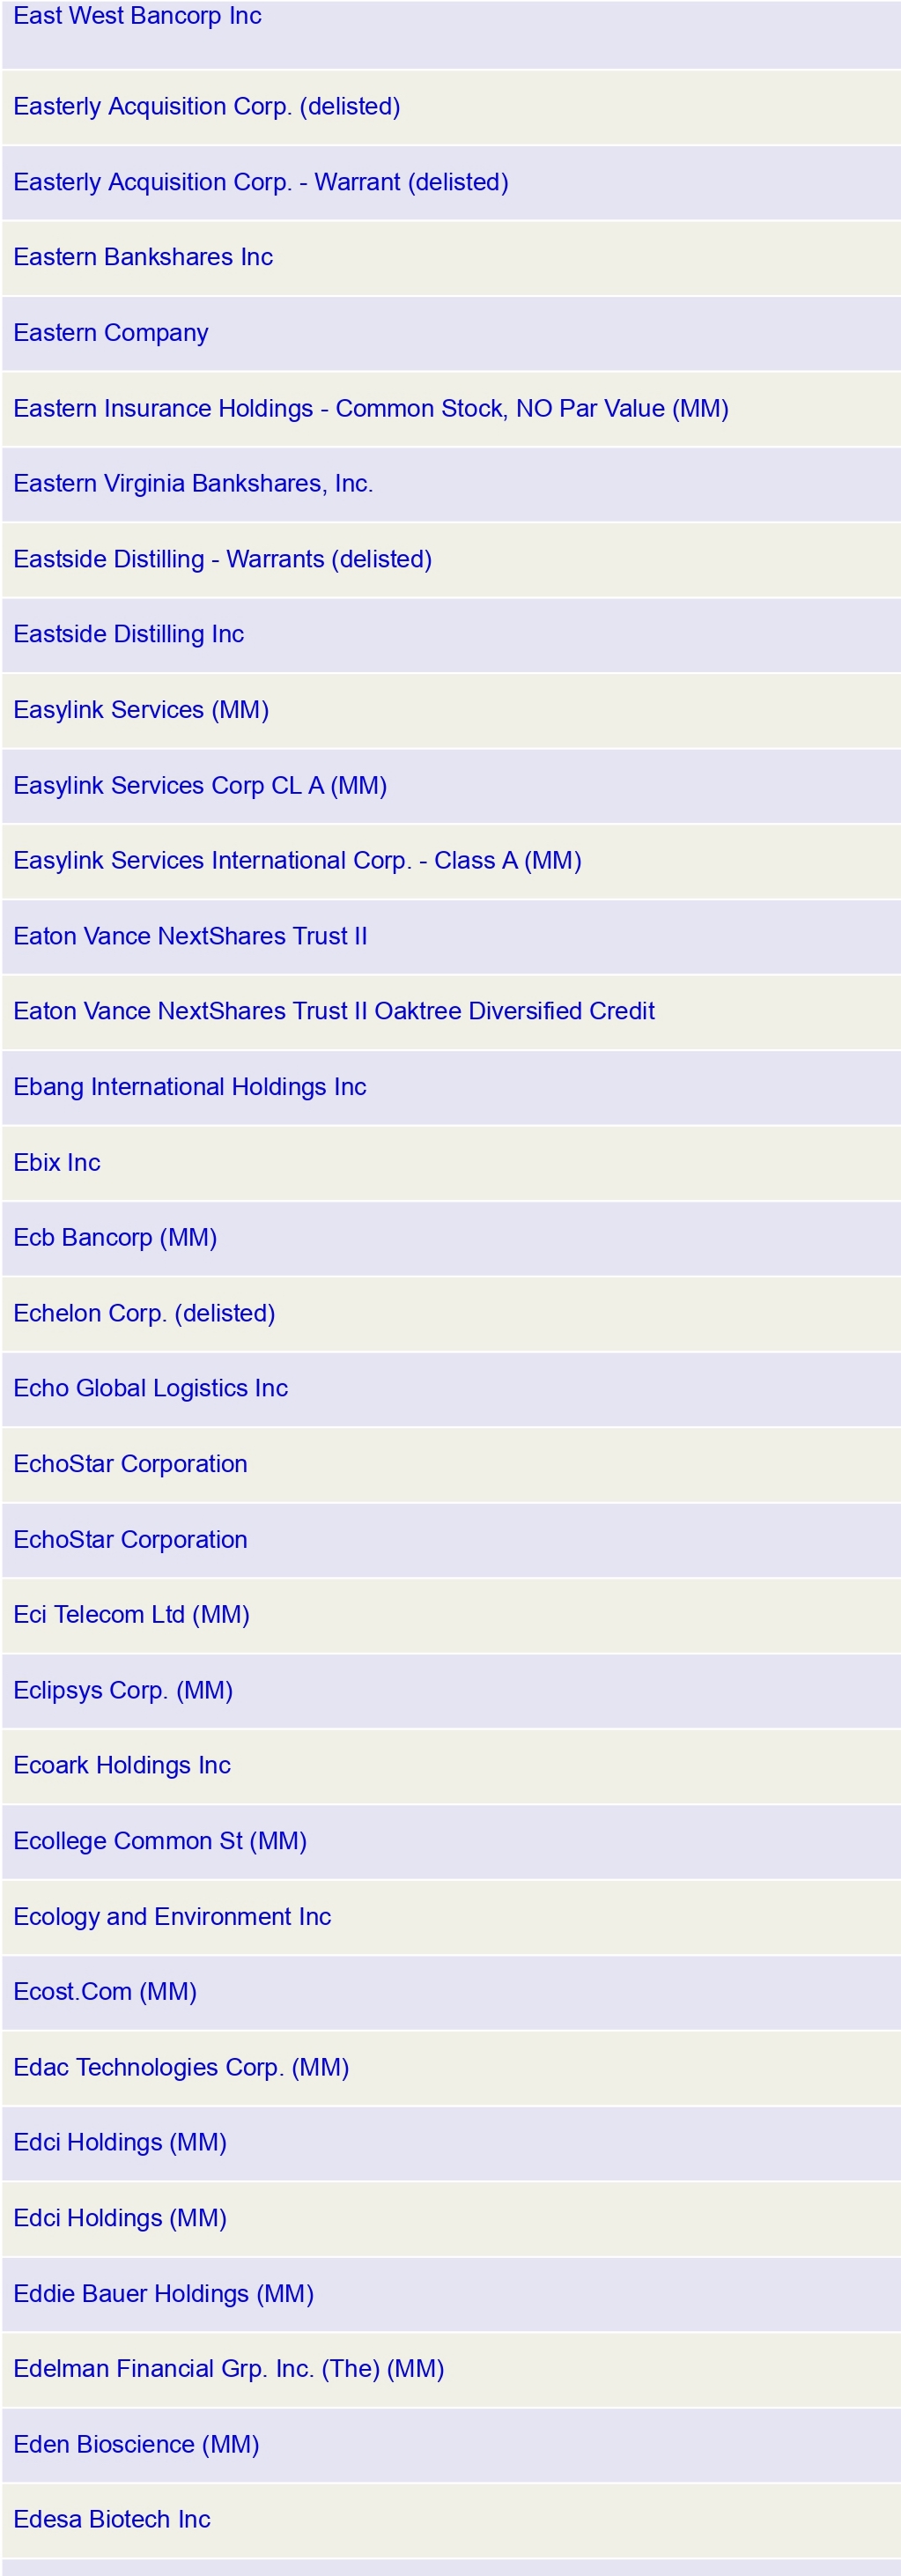 East West Bancorp Inc
Easterly Acquisition Corp. (delisted)
Easterly Acquisition Corp. - Warrant (delisted)
Eastern Bankshares Inc
Eastern Company
Eastern Insurance Holdings - Common Stock, NO Par Value (MM)
Eastern Virginia Bankshares, Inc.
Eastside Distilling - Warrants (delisted)
Eastside Distilling Inc
Easylink Services (MM)
Easylink Services Corp CL A (MM)
Easylink Services International Corp. - Class A (MM)
Eaton Vance NextShares Trust II
Eaton Vance NextShares Trust II Oaktree Diversified Credit
Ebang International Holdings Inc
Ebix Inc
Ecb Bancorp (MM)
Echelon Corp. (delisted)
Echo Global Logistics Inc
EchoStar Corporation
EchoStar Corporation
Eci Telecom Ltd (MM)
Eclipsys Corp. (MM)
Ecoark Holdings Inc
Ecollege Common St (MM)
Ecology and Environment Inc
Ecost.Com (MM)
Edac Technologies Corp. (MM)
Edci Holdings (MM)
Edci Holdings (MM)
Eddie Bauer Holdings (MM)
Edelman Financial Grp. Inc. (The) (MM)
Eden Bioscience (MM)
Edesa Biotech Inc